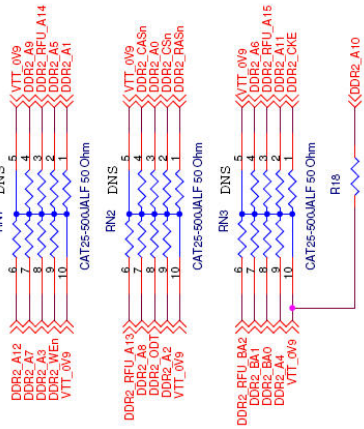 VTT_0V9
DDR2_A9
DDR2_RFU_A14
DDR2_A5
DDR2_A1
5
4
3
2
1
DNS
6
7
8
9
10
CAT25-500JALF 50 Ohm
DDR2_A12
DDR2_A7
DDR2_A3
DDR2_WEn
VTT_0V9
VTT_0V9
DDR2_CASn
DDR2_A0
DDR2_CSn
DDR2_RASn
5
4
3
2
1
RN2 DNS
6
7
8
9
10
CAT25-500JALF 50 Ohm
DDR2_RFU_A13
DDR2_A8
DDR2_ODT
DDR2_A2
VTT_0V9
VTT_0V9
DDR2_A6
DDR2_RFU_A15
DDR2_A11
DDR2_CKE
5
4
3
2
1
RN3 DNS
6
7
8
9
10
CAT25-500JALF 50 Ohm
DDR2_RFU_BA2
DDR2_BA1
DDR2_BA0
DDR2_A4
VTT_0V9
DDR2_A10
R18